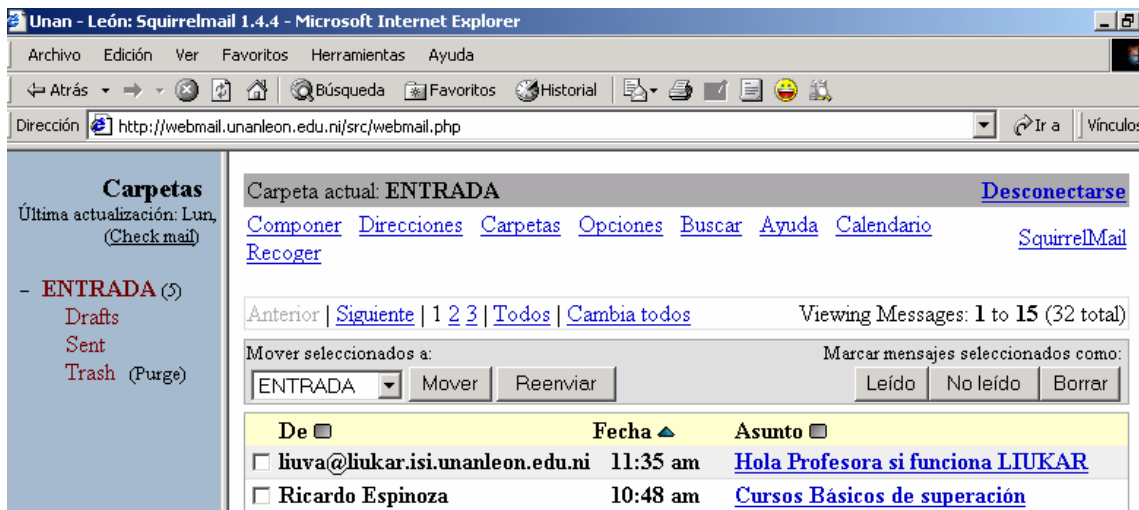 Unan - León: Squirrelmail 1.4.4 - Microsoft Internet Explorer
Archivo Edición Ver Favoritos Herramientas Ayuda
Atrás Búsqueda Favoritos Historial
Dirección http://webmail.unanleon.edu.ni/src/webmail.php Ir a Vínculos
Carpetas
Última actualización: Lun,
(Check mail)
– ENTRADA (5)
Drafts
Sent
Trash (Purge)
Carpeta actual: ENTRADA Desconectarse
Componer Direcciones Carpetas Opciones Buscar Ayuda Calendario SquirrelMail
Recoger
Anterior | Siguiente | 1 2 3 | Todos | Cambia todos Viewing Messages: 1 to 15 (32 total)
Mover seleccionados a: Marcar mensajes seleccionados como:
ENTRADA Mover Reenviar Leído No leído Borrar
De Fecha Asunto
liuva@liukar.isi.unanleon.edu.ni 11:35 am Hola Profesora si funciona LIUKAR
Ricardo Espinoza 10:48 am Cursos Básicos de superación